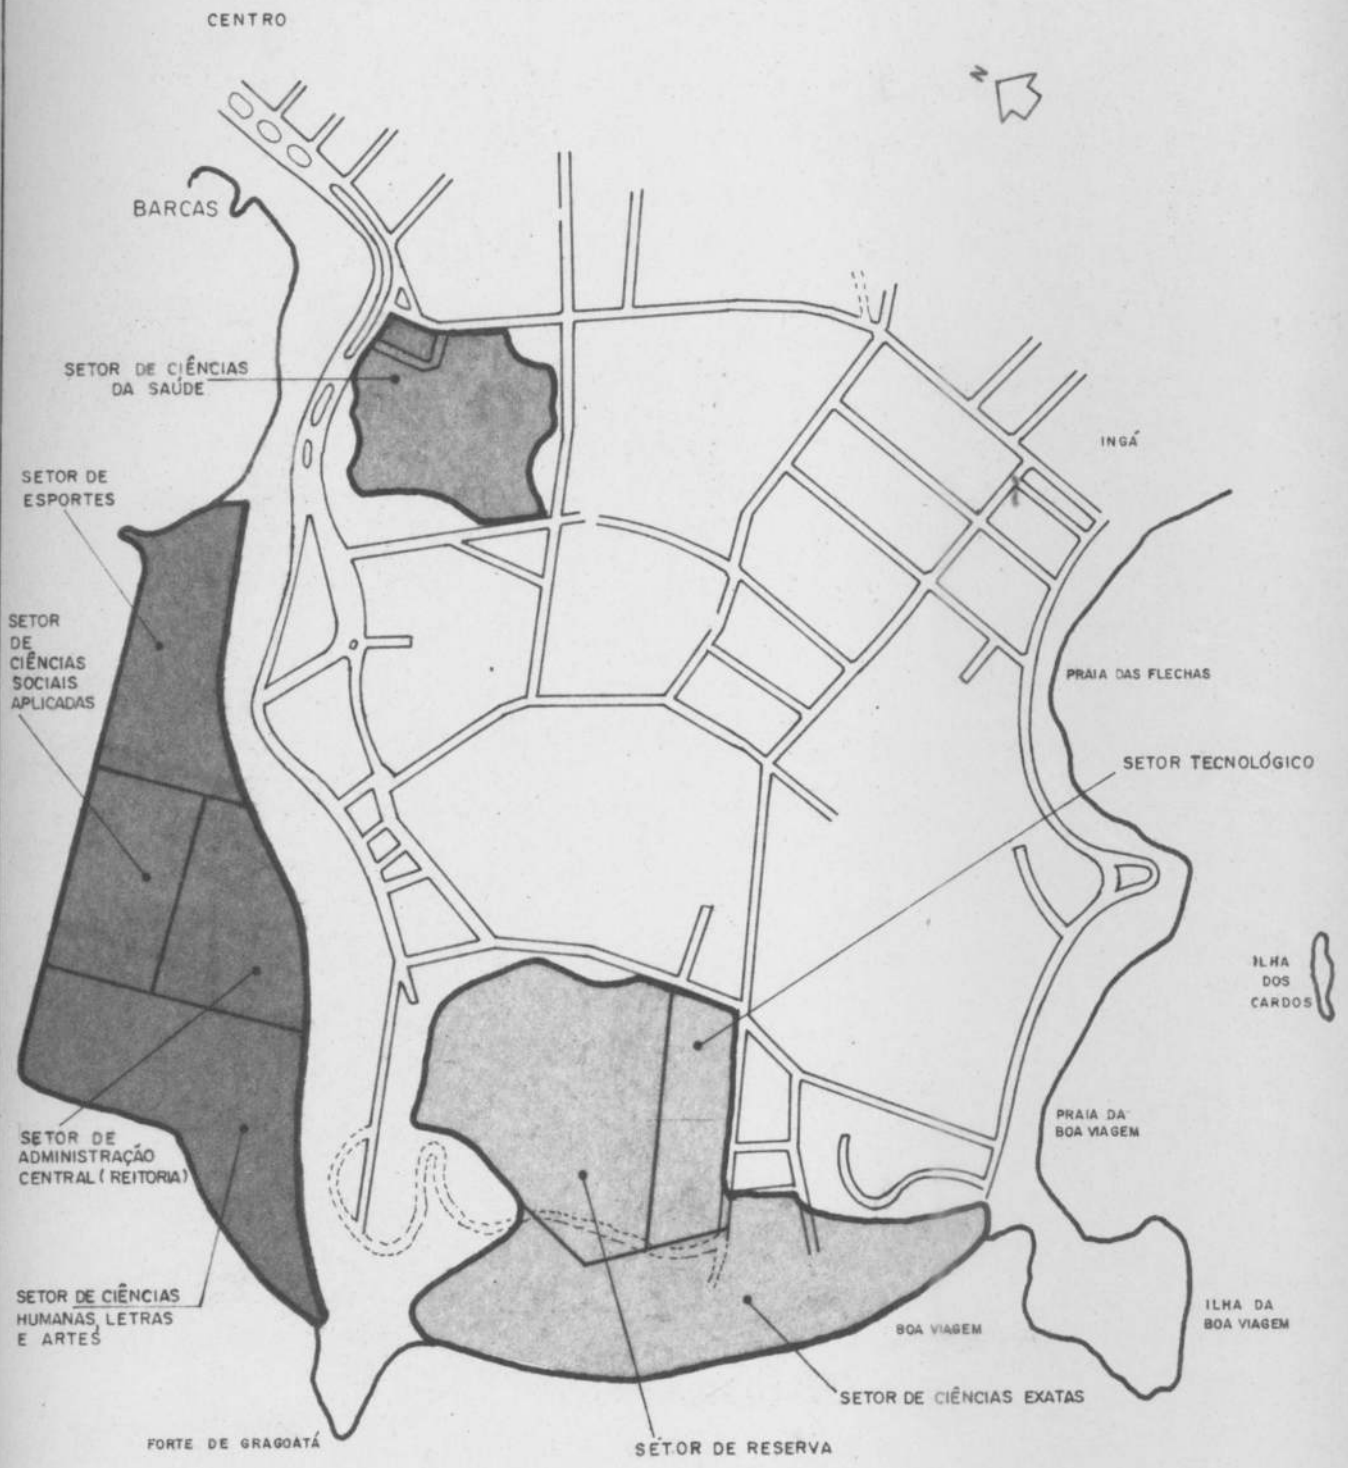 CENTRO
N
BARCAS
SETOR DE CIÊNCIAS
DA SAÚDE
INGÁ
SETOR DE
ESPORTES
SETOR
DE
CIÊNCIAS
SOCIAIS
APLICADAS
PRAIA DAS FLECHAS
SETOR TECNOLÓGICO
ILHA
DOS
CARDOS
PRAIA DA
BOA VIAGEM
SETOR DE
ADMINISTRAÇÃO
CENTRAL (REITORIA)
SETOR DE CIÊNCIAS
HUMANAS, LETRAS
E ARTES
ILHA DA
BOA VIAGEM
BOA VIAGEM
SETOR DE CIÊNCIAS EXATAS
FORTE DE GRAGOATÁ
SETOR DE RESERVA